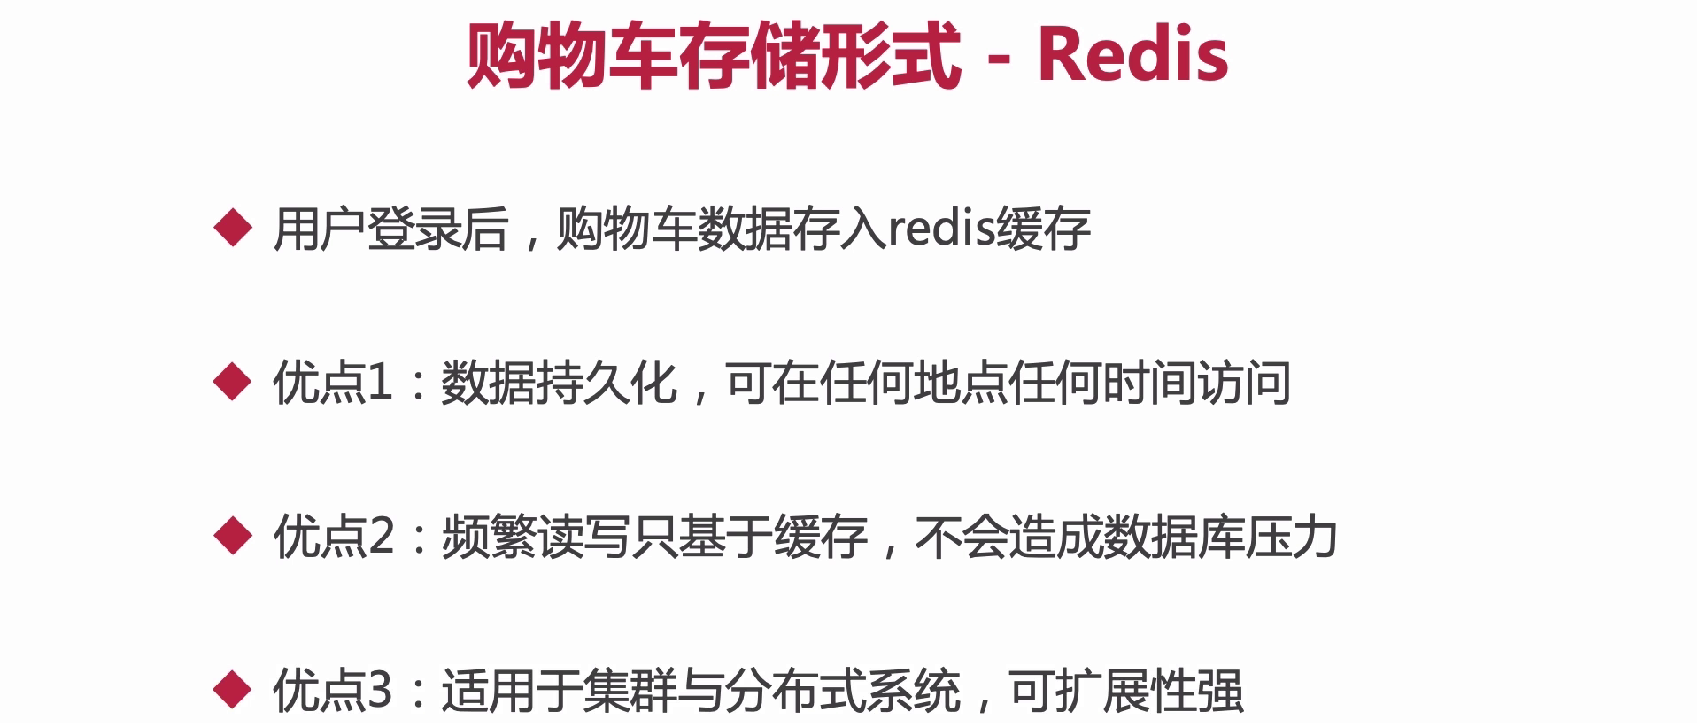 购物车存储形式 - Redis
用户登录后，购物车数据存入redis缓存
优点1：数据持久化，可在任何地点任何时间访问
优点2：频繁读写只基于缓存，不会造成数据库压力
优点3：适用于集群与分布式系统，可扩展性强